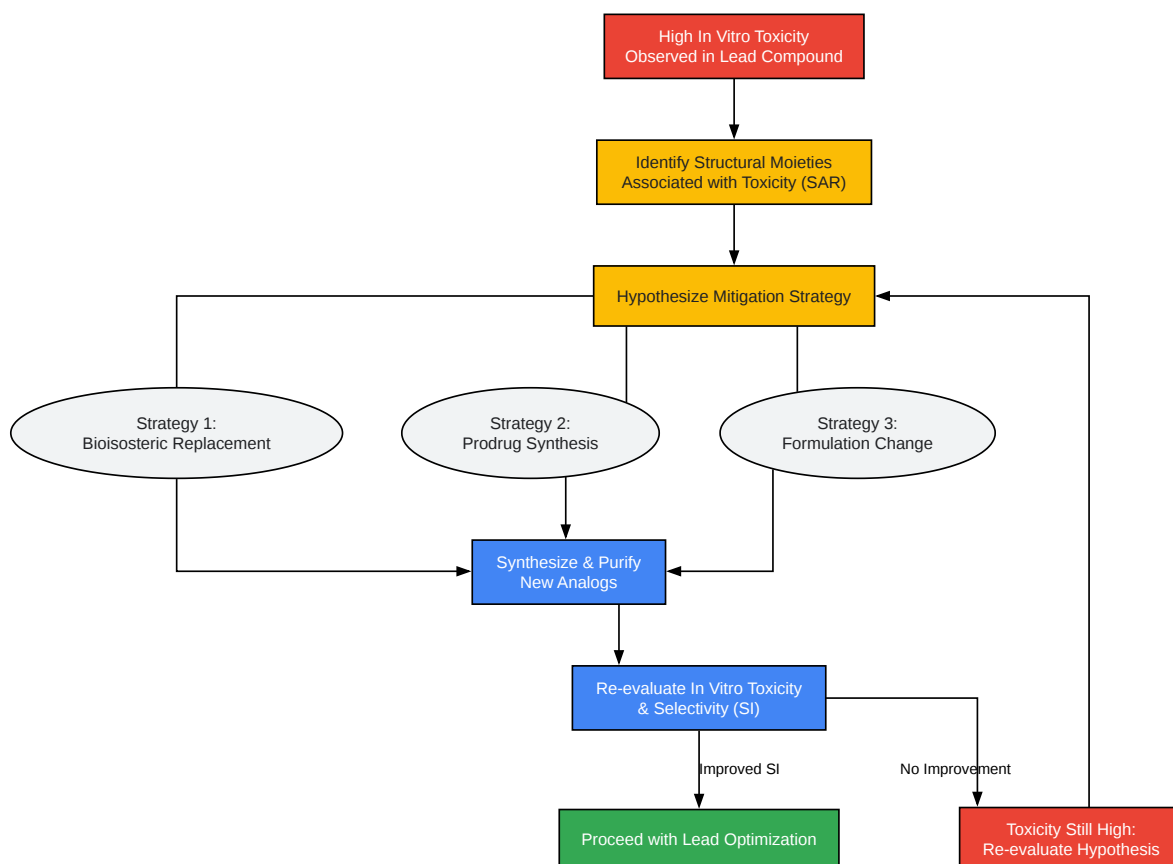 High In Vitro Toxicity
Observed in Lead Compound
Identify Structural Moieties
Associated with Toxicity (SAR)
Hypothesize Mitigation Strategy
Strategy 1:
Bioisosteric Replacement
Strategy 2:
Prodrug Synthesis
Strategy 3:
Formulation Change
Synthesize & Purify
New Analogs
Re-evaluate In Vitro Toxicity
& Selectivity (SI)
Improved SI
No Improvement
Proceed with Lead Optimization
Toxicity Still High:
Re-evaluate Hypothesis